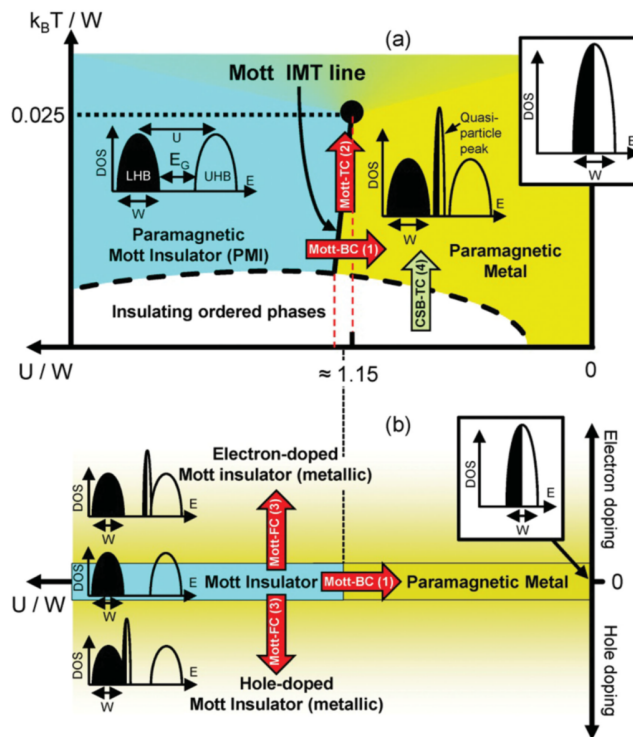 k_BT / W
(a)
Mott IMT line
0.025
U
DOS
LHB
E_G
UHB
E
W
Quasi-
particle
peak
DOS
E
W
DOS
E
W
Mott-TC (2)
Paramagnetic
Mott Insulator (PMI)
Mott-BC (1)
Paramagnetic
Metal
CSB-TC (4)
Insulating ordered phases
U / W
≈ 1.15
0
(b)
Electron-doped
Mott insulator (metallic)
DOS
E
W
DOS
E
W
Electron doping
Mott-FC (3)
DOS
E
W
Mott Insulator
Mott-BC (1)
Paramagnetic Metal
0
U / W
Mott-FC (3)
DOS
E
W
Hole-doped
Mott Insulator (metallic)
Hole doping